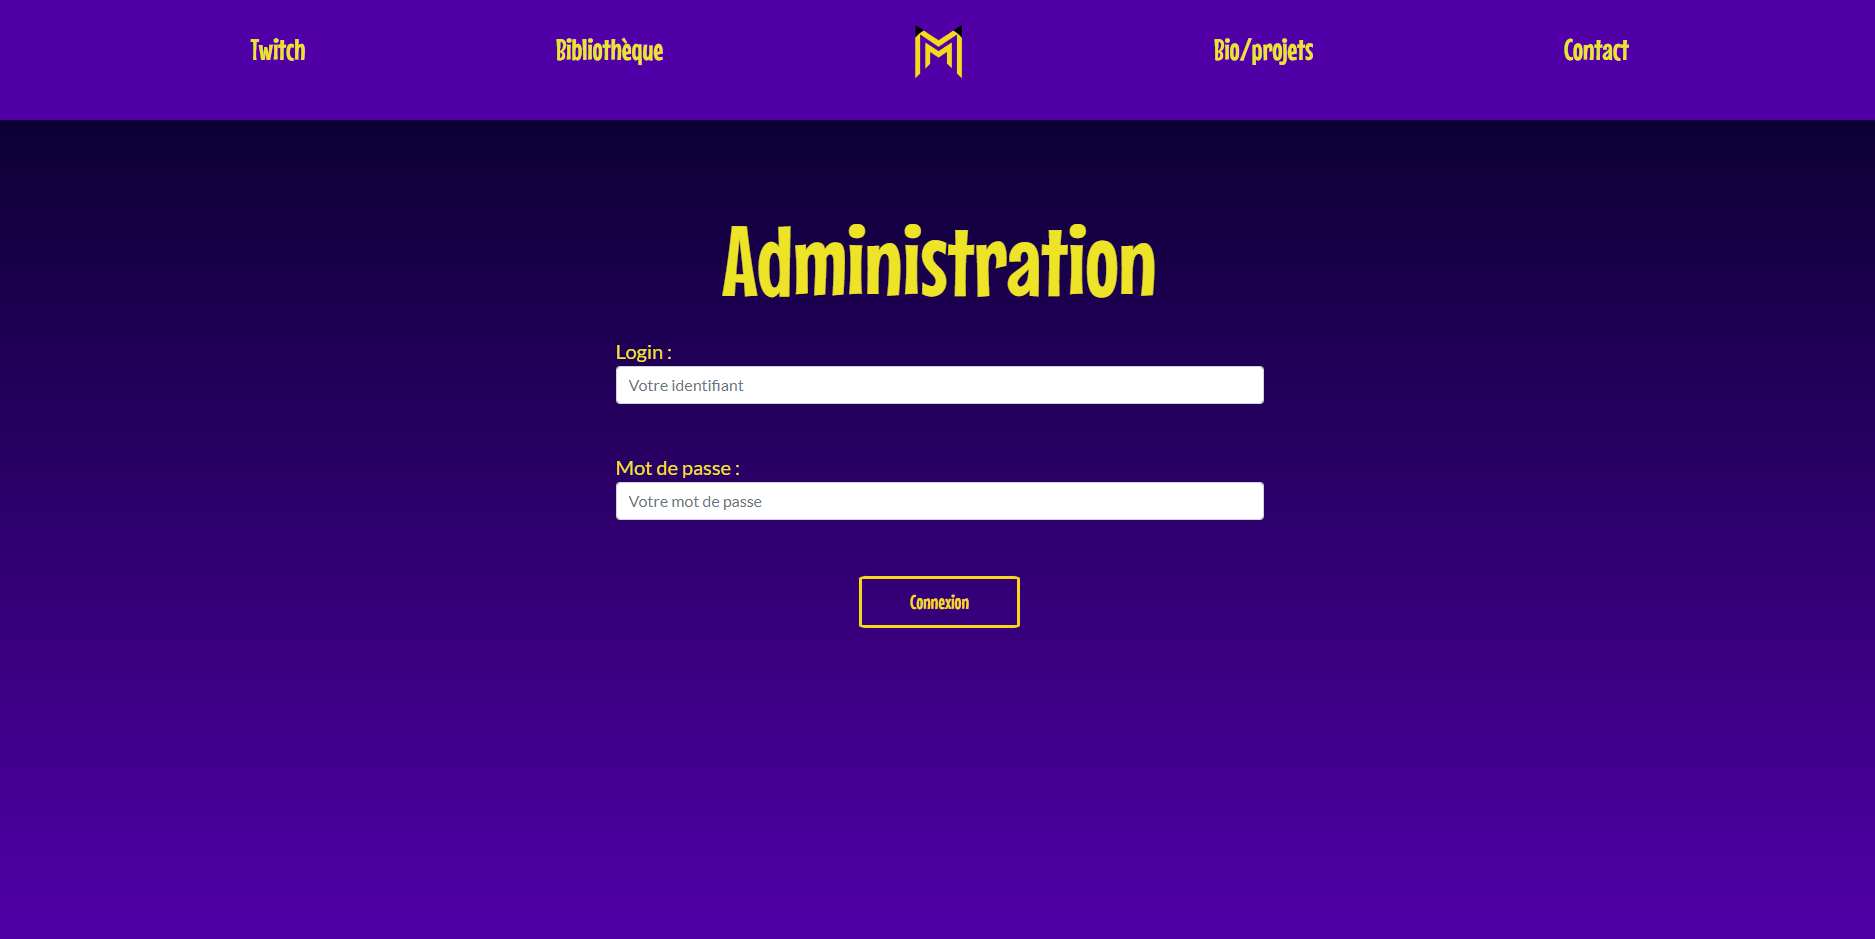 Twitch
Bibliothèque
Bio/projets
Contact
Administration
Login :
Votre identifiant
Mot de passe :
Votre mot de passe
Connexion